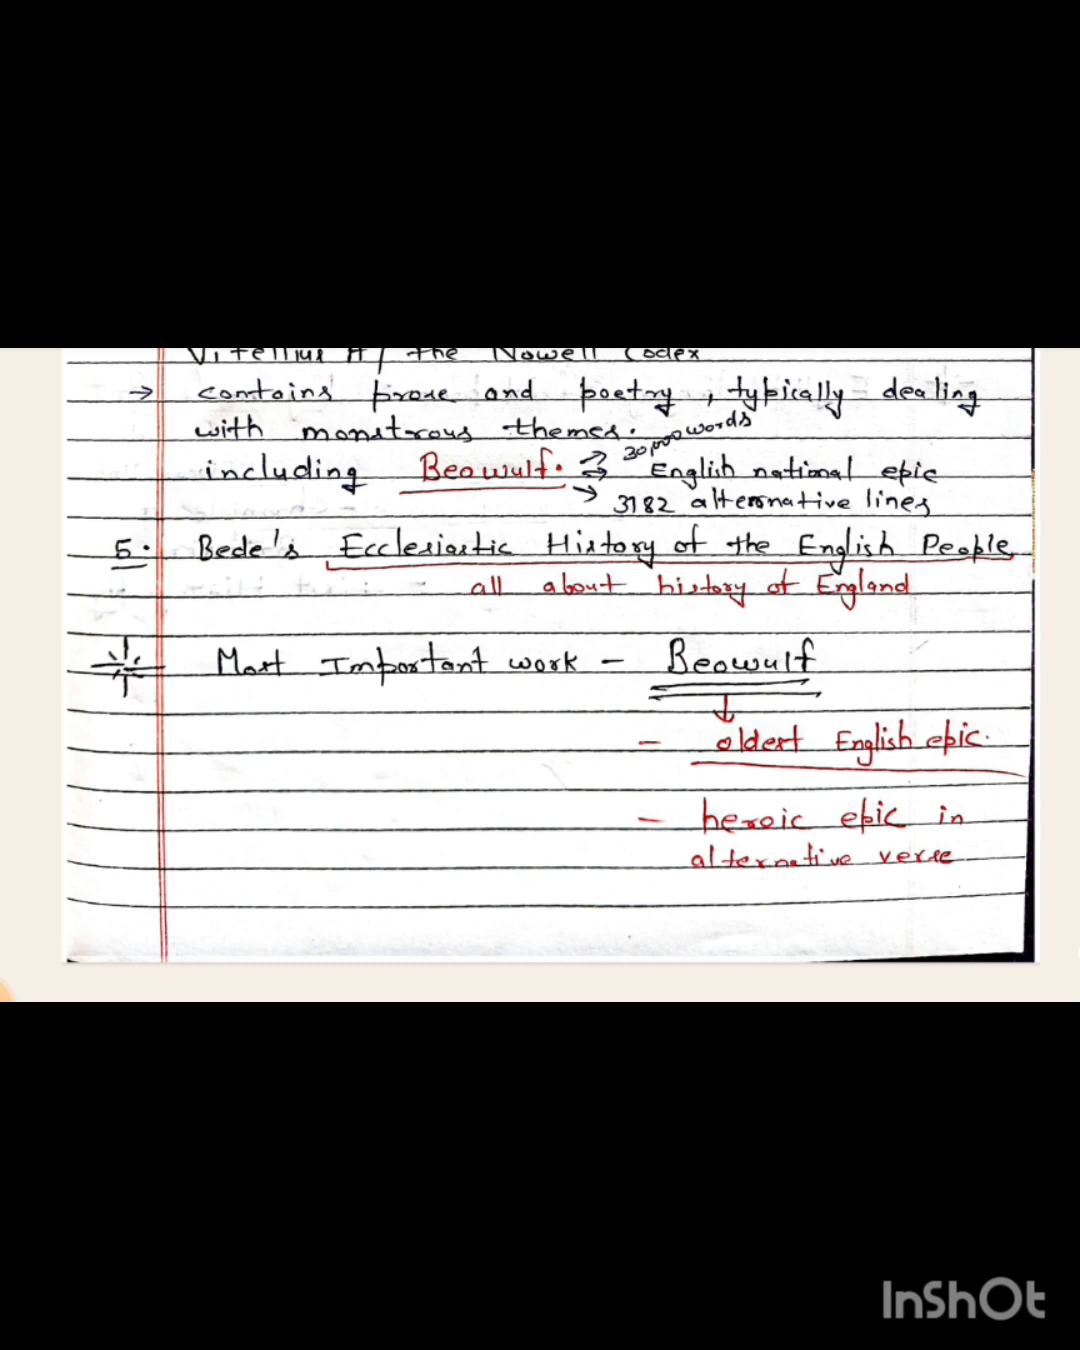 Vitellius A / the Nowell Codex
→ contains prose and poetry, typically dealing
with monstrous themes.
30,000 words
including Beowulf. → English national epic
→ 3182 alternative lines
5. Bede's Ecclesiastic History of the English People
all about history of England
Most Important work - Beowulf
- oldest English epic.
- heroic epic in
alternative verse
InShOt